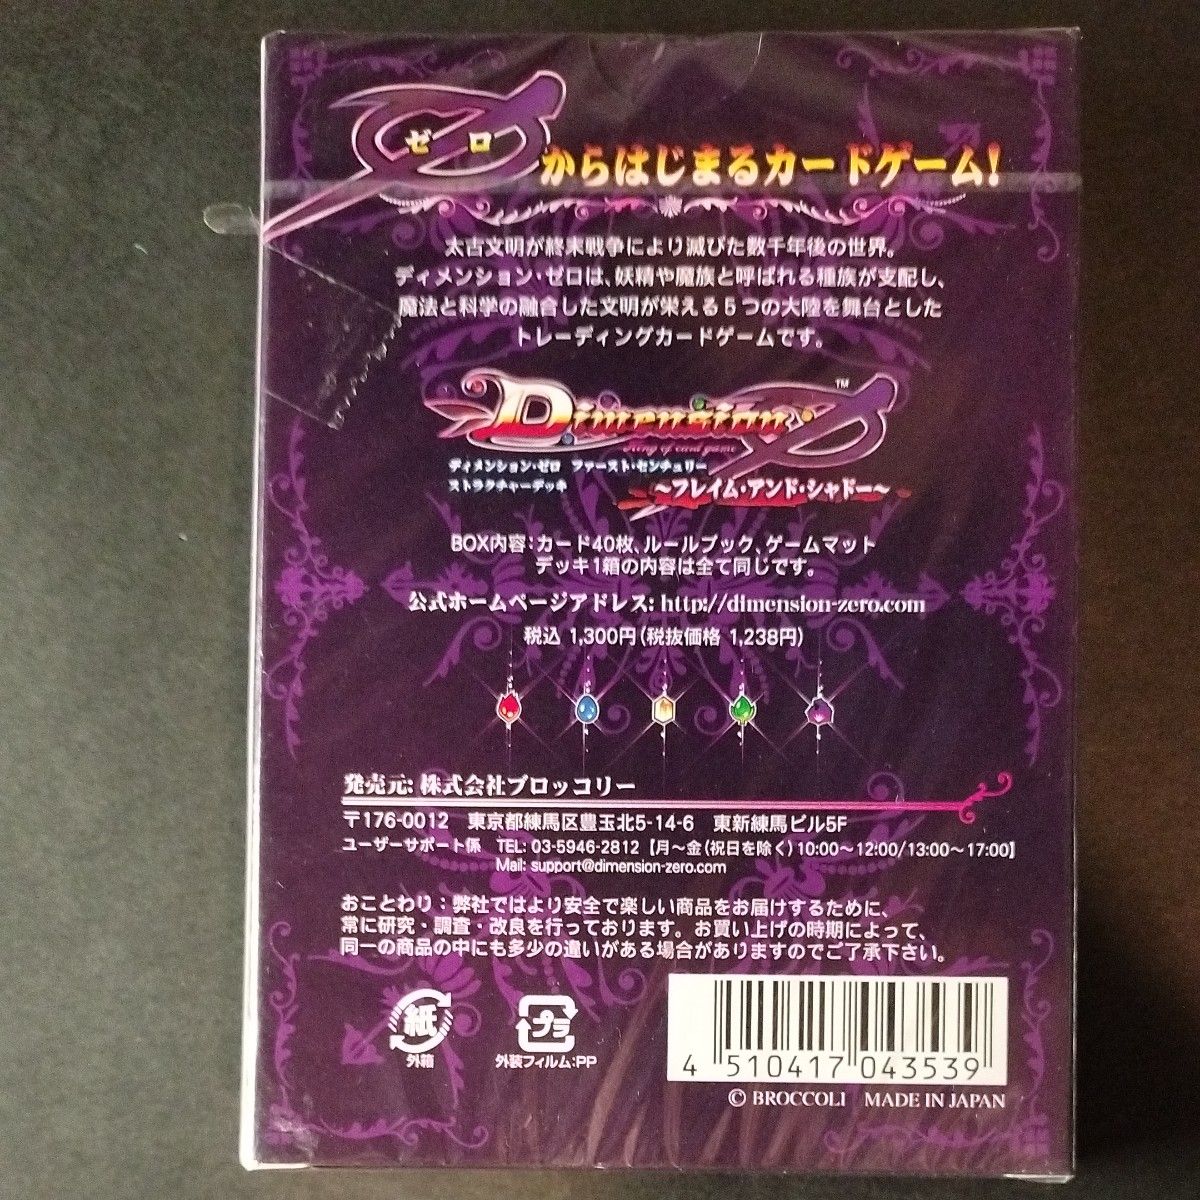 ゼロからはじまるカードゲーム!
太古文明が終末戦争により滅びた数千年後の世界。
ディメンション・ゼロは、妖精や魔族と呼ばれる種族が支配し、
魔法と科学の融合した文明が栄える5つの大陸を舞台とした
トレーディングカードゲームです。
Dimension 0 ™
King of card game
ディメンション・ゼロ ファースト・センチュリー
ストラクチャーデッキ ～フレイム・アンド・シャドー～
BOX内容:カード40枚、ルールブック、ゲームマット
デッキ1箱の内容は全て同じです。
公式ホームページアドレス: http://dimension-zero.com
税込 1,300円(税抜価格 1,238円)
発売元: 株式会社ブロッコリー
〒176-0012 東京都練馬区豊玉北5-14-6 東新練馬ビル5F
ユーザーサポート係 TEL: 03-5946-2812【月～金(祝日を除く)10:00～12:00/13:00～17:00】
Mail: support@dimension-zero.com
おことわり:弊社ではより安全で楽しい商品をお届けするために、
常に研究・調査・改良を行っております。お買い上げの時期によって、
同一の商品の中にも多少の違いがある場合がありますのでご了承下さい。
紙 プラ
外箱 外装フィルム:PP
4 510417 043539
© BROCCOLI MADE IN JAPAN